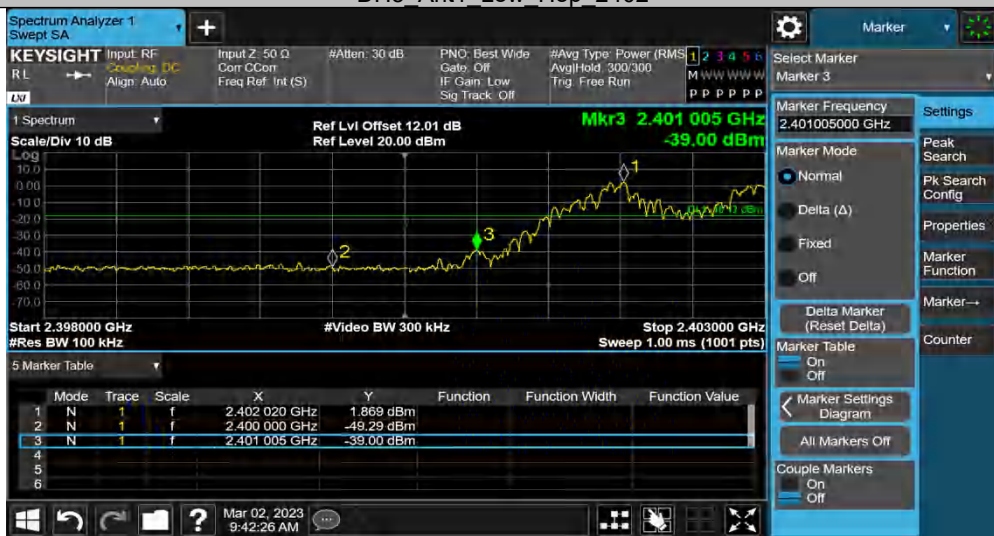 Spectrum Analyzer 1
Swept SA
+
Marker
KEYSIGHT
RL
LXI
Input: RF
Coupling: DC
Align: Auto
Input Z: 50 Ω
Corr CCorr
Freq Ref: Int (S)
#Atten: 30 dB
PNO: Best Wide
Gate: Off
IF Gain: Low
Sig Track: Off
#Avg Type: Power (RMS
Avg|Hold: 300/300
Trig: Free Run
1 2 3 4 5 6
M W W W W W
P P P P P P
Select Marker
Marker 3
1 Spectrum
Scale/Div 10 dB
Log
Ref Lvl Offset 12.01 dB
Ref Level 20.00 dBm
Mkr3 2.401 005 GHz
-39.00 dBm
10.0
0.00
-10.0
-20.0
-30.0
-40.0
-50.0
-60.0
-70.0
1
2
3
Start 2.398000 GHz
#Res BW 100 kHz
#Video BW 300 kHz
Stop 2.403000 GHz
Sweep 1.00 ms (1001 pts)
5 Marker Table
Mode Trace Scale X Y Function Function Width Function Value
1 N 1 f 2.402 020 GHz 1.869 dBm
2 N 1 f 2.400 000 GHz -49.29 dBm
3 N 1 f 2.401 005 GHz -39.00 dBm
4
5
6
Marker Frequency
2.401005000 GHz
Marker Mode
Normal
Delta (Δ)
Fixed
Off
Delta Marker
(Reset Delta)
Marker Table
On
Off
Marker Settings
Diagram
All Markers Off
Couple Markers
On
Off
Settings
Peak
Search
Pk Search
Config
Properties
Marker
Function
Marker→
Counter
?
Mar 02, 2023
9:42:26 AM